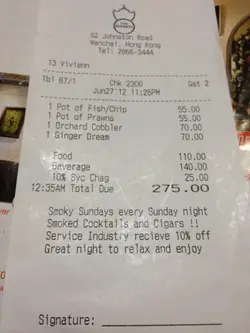 52 Johnston Road
Wanchai, Hong Kong
Tel: 2866-3444
13 Vivienn
Tbl 87/1 Chk 2300 Gst 2
Jun27'12 11:26PM
1 Pot of Fish/Chip 55.00
1 Pot of Prawns 55.00
1 Orchard Cobbler 70.00
1 Ginger Dream 70.00
Food 110.00
Beverage 140.00
10% Svc Chag 25.00
12:35AM Total Due 275.00
Smoky Sundays every Sunday night
Smoked Cocktails and Cigars !!
Service Industry recieve 10% off
Great night to relax and enjoy
Signature: